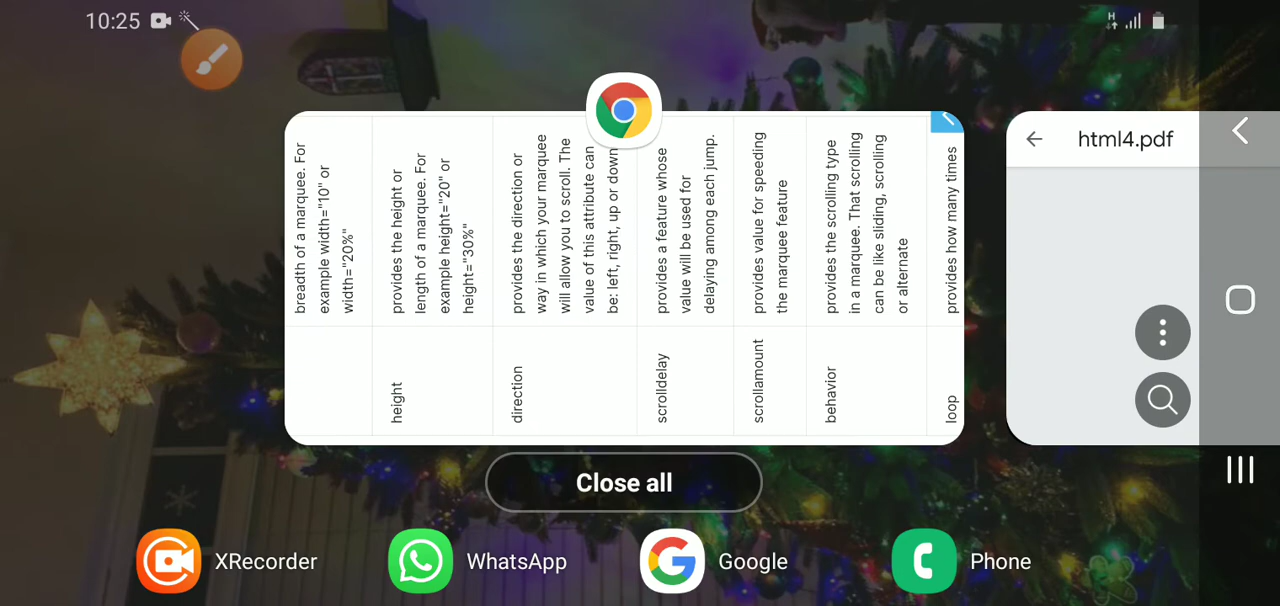 10:25
H
breadth of a marquee. For
example width="10" or
width="20%"
height
provides the height or
length of a marquee. For
example height="20" or
height="30%"
direction
provides the direction or
way in which your marquee
will allow you to scroll. The
value of this attribute can
be: left, right, up or down
scrolldelay
provides a feature whose
value will be used for
delaying among each jump.
scrollamount
provides value for speeding
the marquee feature
behavior
provides the scrolling type
in a marquee. That scrolling
can be like sliding, scrolling
or alternate
loop
provides how many times
html4.pdf
Close all
XRecorder
WhatsApp
Google
Phone